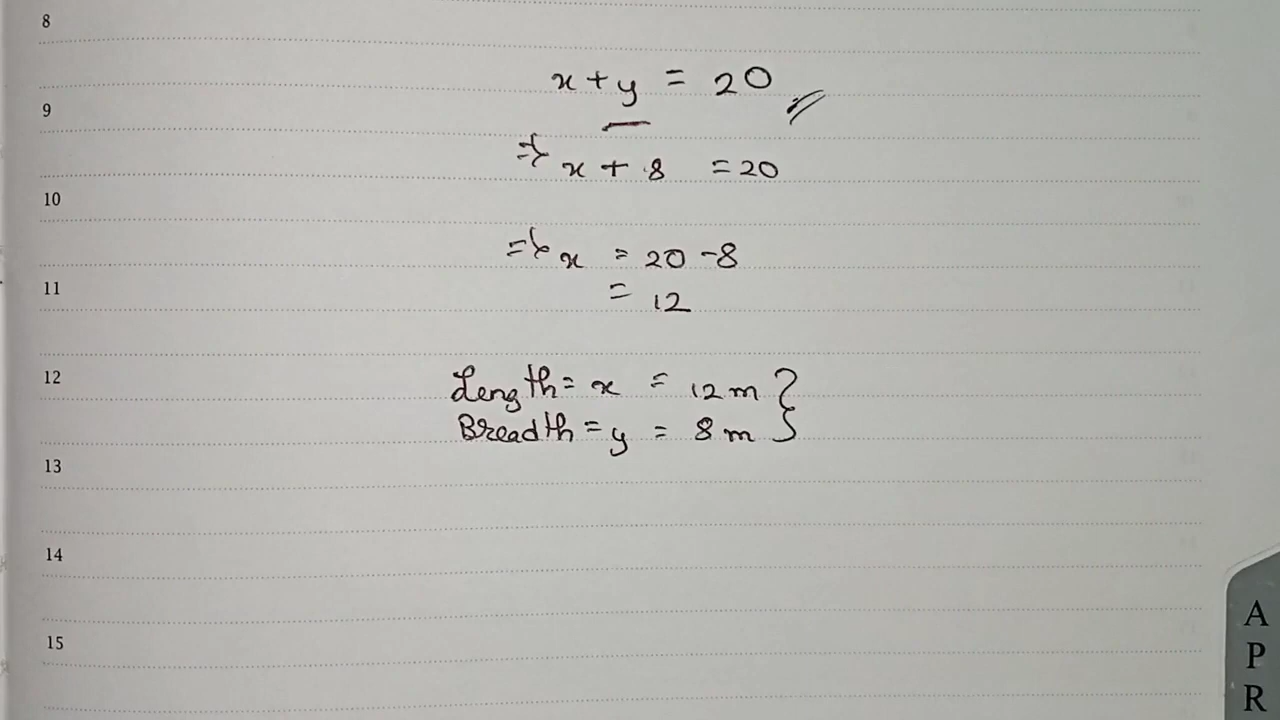 8
x + y = 20
9
⇒ x + 8 = 20
10
⇒ x = 20 - 8
11
= 12
12
Length = x = 12 m }
Breadth = y = 8 m
13
14
15
A
P
R